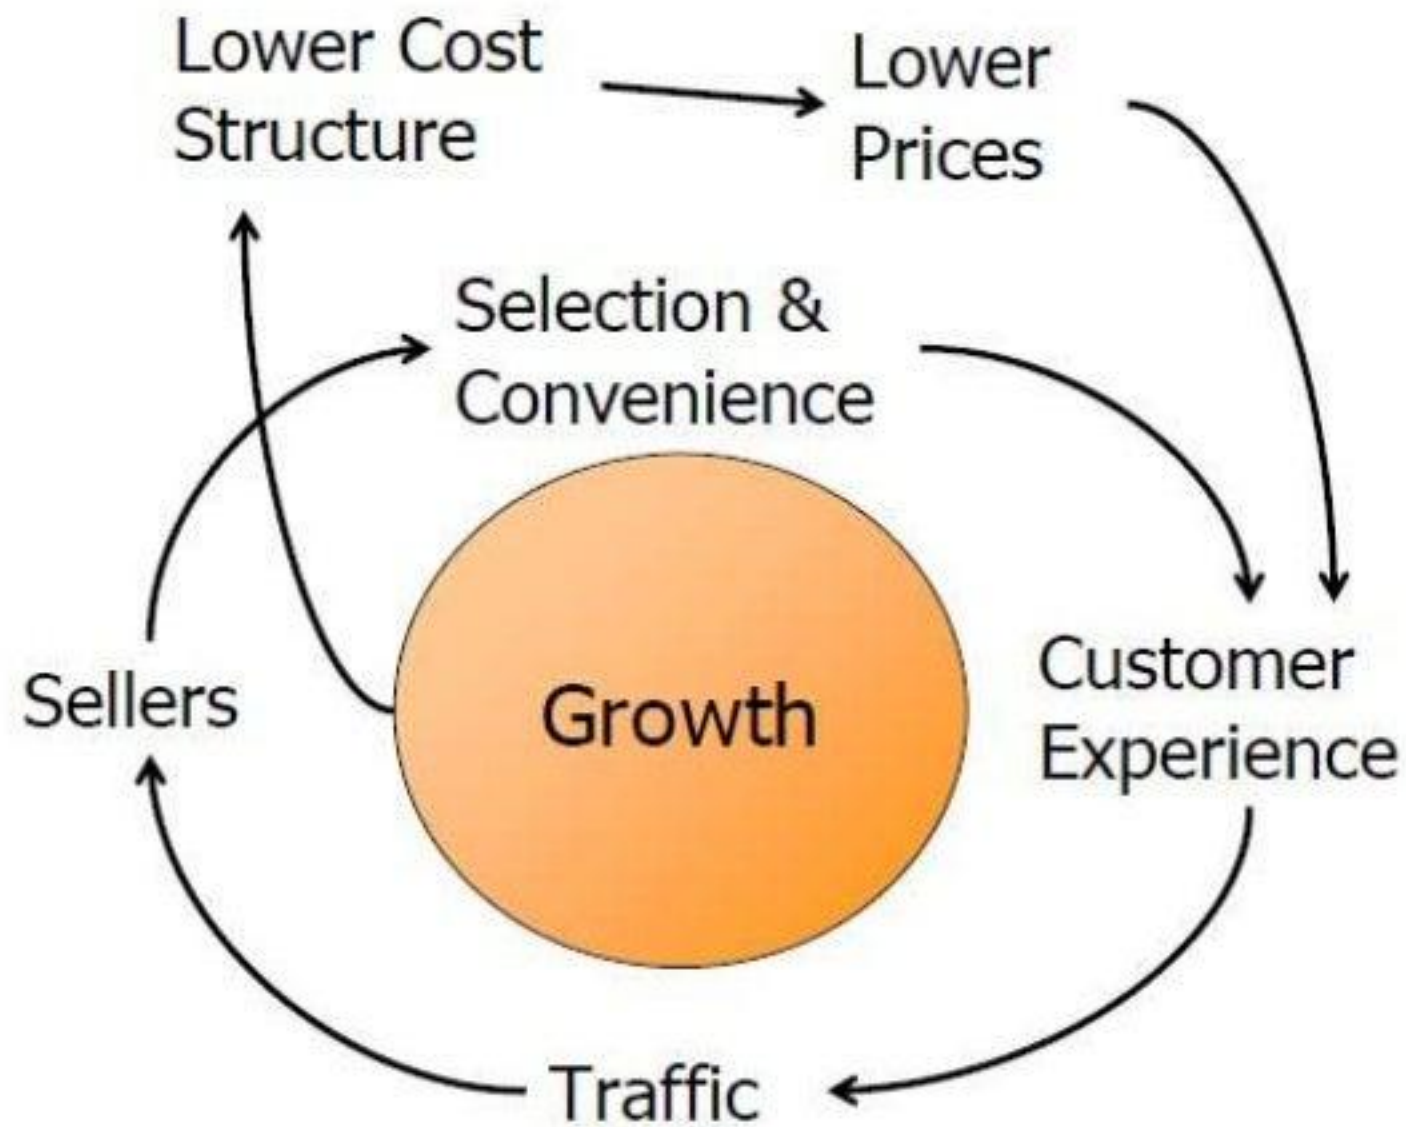 Lower Cost
Structure
Lower
Prices
Selection &
Convenience
Sellers
Growth
Customer
Experience
Traffic